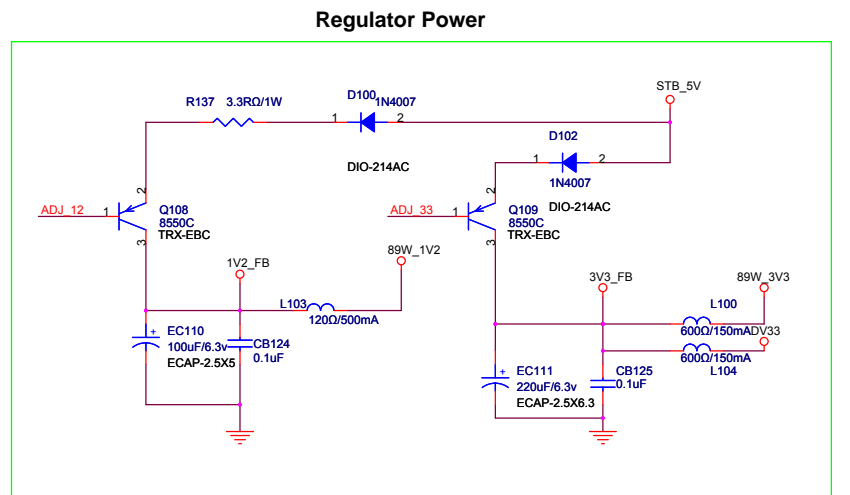 Regulator Power
STB_5V
R137 3.3RΩ/1W
D100 1N4007
1 2
DIO-214AC
D102
1 2
1N4007
DIO-214AC
ADJ_12 1
2
3
Q108
8550C
TRX-EBC
ADJ_33 1
2
3
Q109
8550C
TRX-EBC
1V2_FB
89W_1V2
L103
120Ω/500mA
EC110
100uF/6.3v
ECAP-2.5X5
+
CB124
0.1uF
3V3_FB
89W_3V3
L100
600Ω/150mA
DV33
600Ω/150mA
L104
EC111
220uF/6.3v
ECAP-2.5X6.3
+
CB125
0.1uF